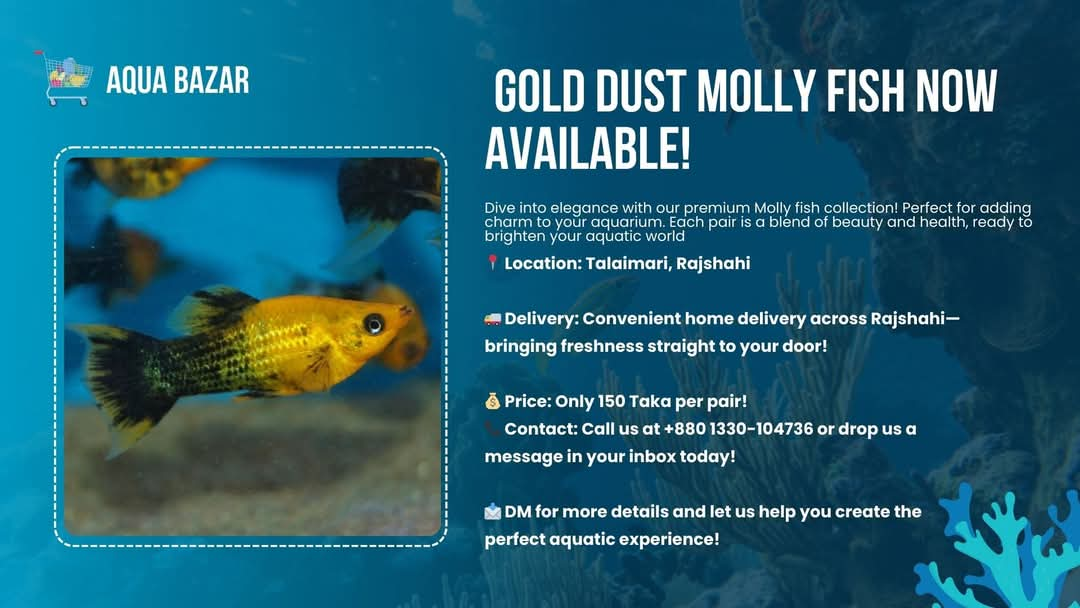 AQUA BAZAR
GOLD DUST MOLLY FISH NOW
AVAILABLE!
Dive into elegance with our premium Molly fish collection! Perfect for adding
charm to your aquarium. Each pair is a blend of beauty and health, ready to
brighten your aquatic world
📍 Location: Talaimari, Rajshahi
🚚 Delivery: Convenient home delivery across Rajshahi—
bringing freshness straight to your door!
💰 Price: Only 150 Taka per pair!
📞 Contact: Call us at +880 1330-104736 or drop us a
message in your inbox today!
📩 DM for more details and let us help you create the
perfect aquatic experience!